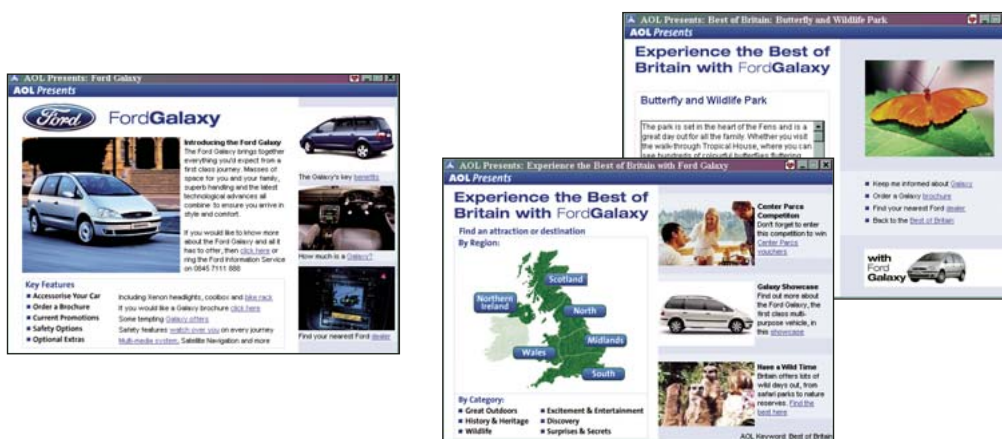 AOL Presents: Ford Galaxy
AOL Presents
Ford
FordGalaxy
Introducing the Ford Galaxy
The Ford Galaxy brings together
everything you'd expect from a
first class journey. Masses of
space for you and your family,
superb handling and the latest
technological advances all
combine to ensure you arrive in
style and comfort.
If you would like to know more
about the Ford Galaxy and all it
has to offer, then click here or
ring the Ford Information Service
on 0845 7111 888
The Galaxy's key benefits
How much is a Galaxy?
Find your nearest Ford dealer
Key Features
Accessorise Your Car Including Xenon headlights, coolbox and bike rack
Order a Brochure If you would like a Galaxy brochure click here
Current Promotions Some tempting Galaxy offers
Safety Options Safety features watch over you on every journey
Optional Extras Multi-media system, Satellite Navigation and more
AOL Presents: Best of Britain: Butterfly and Wildlife Park
AOL Presents
Experience the Best of
Britain with FordGalaxy
Butterfly and Wildlife Park
The park is set in the heart of the Fens and is a
great day out for all the family. Whether you visit
the walk-through Tropical House, where you can
see hundreds of colourful butterflies fluttering
Keep me informed about Galaxy
Order a Galaxy brochure
Find your nearest Ford dealer
Back to the Best of Britain
with
Ford
Galaxy
AOL Presents: Experience the Best of Britain with Ford Galaxy
AOL Presents
Experience the Best of
Britain with FordGalaxy
Find an attraction or destination
By Region:
Scotland
Northern
Ireland
North
Midlands
Wales
South
By Category:
Great Outdoors
Excitement & Entertainment
History & Heritage
Discovery
Wildlife
Surprises & Secrets
Center Parcs
Competiton
Don't forget to enter
this competition to win
Center Parcs
vouchers
Galaxy Showcase
Find out more about
the Ford Galaxy, the
first class multi-
purpose vehicle, in
this showcase
Have a Wild Time
Britain offers lots of
wild days out, from
safari parks to nature
reserves. Find the
best here
AOL Keyword: Best of Britain